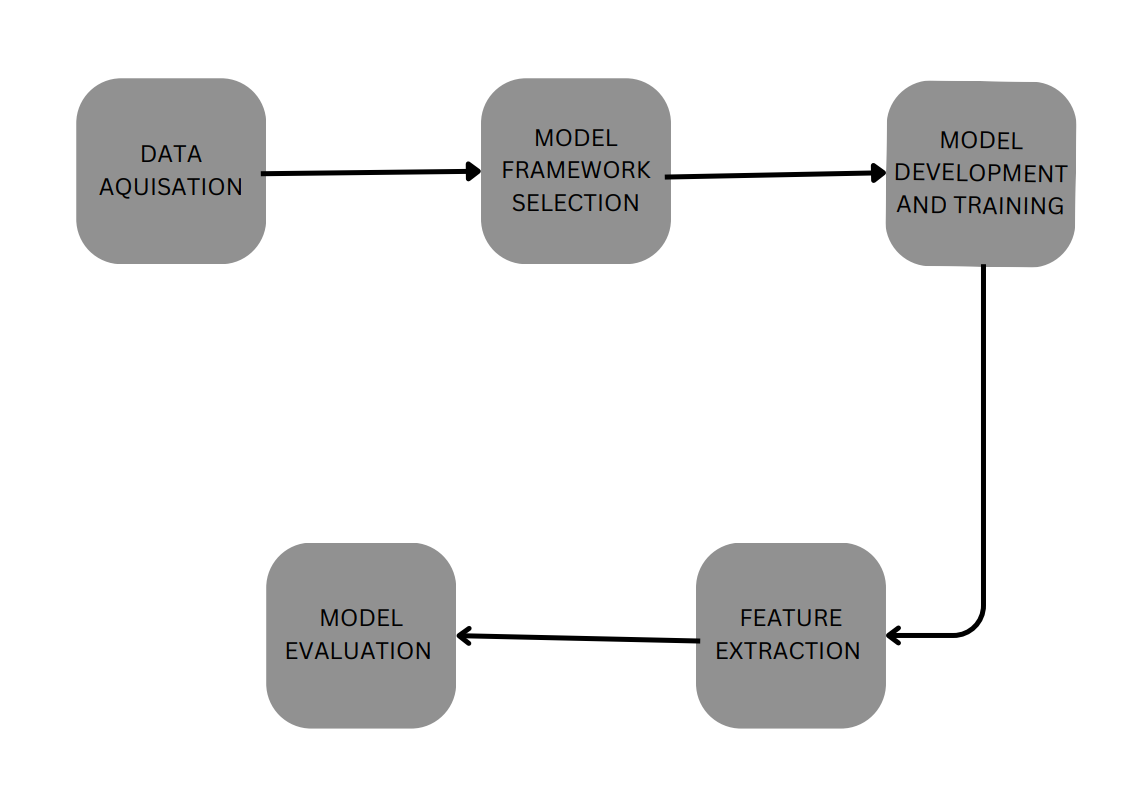 DATA
AQUISATION
MODEL
FRAMEWORK
SELECTION
MODEL
DEVELOPMENT
AND TRAINING
FEATURE
EXTRACTION
MODEL
EVALUATION